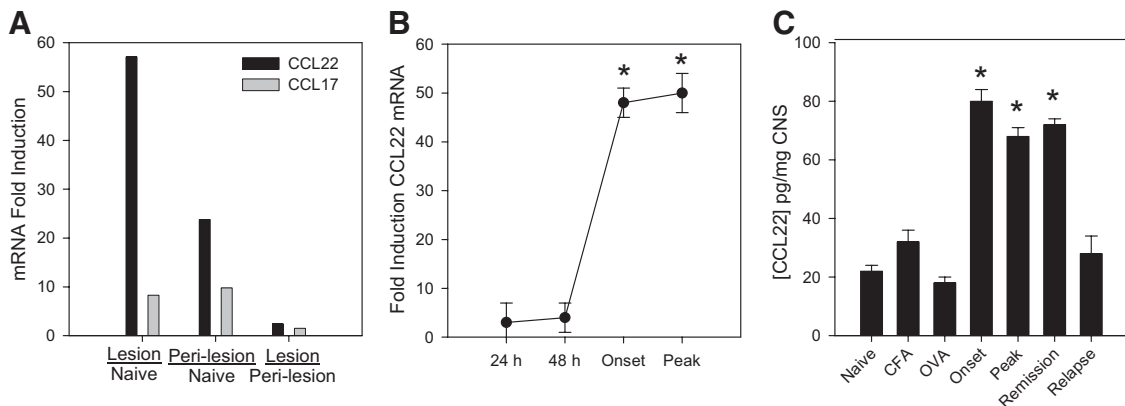 A
mRNA Fold Induction
60
50
40
30
20
10
0
CCL22
CCL17
Lesion
Naive
Peri-lesion
Naive
Lesion
Peri-lesion
B
Fold Induction CCL22 mRNA
60
50
40
30
20
10
0
*
*
24 h
48 h
Onset
Peak
C
[CCL22] pg/mg CNS
100
80
60
40
20
0
*
*
*
Naive
CFA
OVA
Onset
Peak
Remission
Relapse